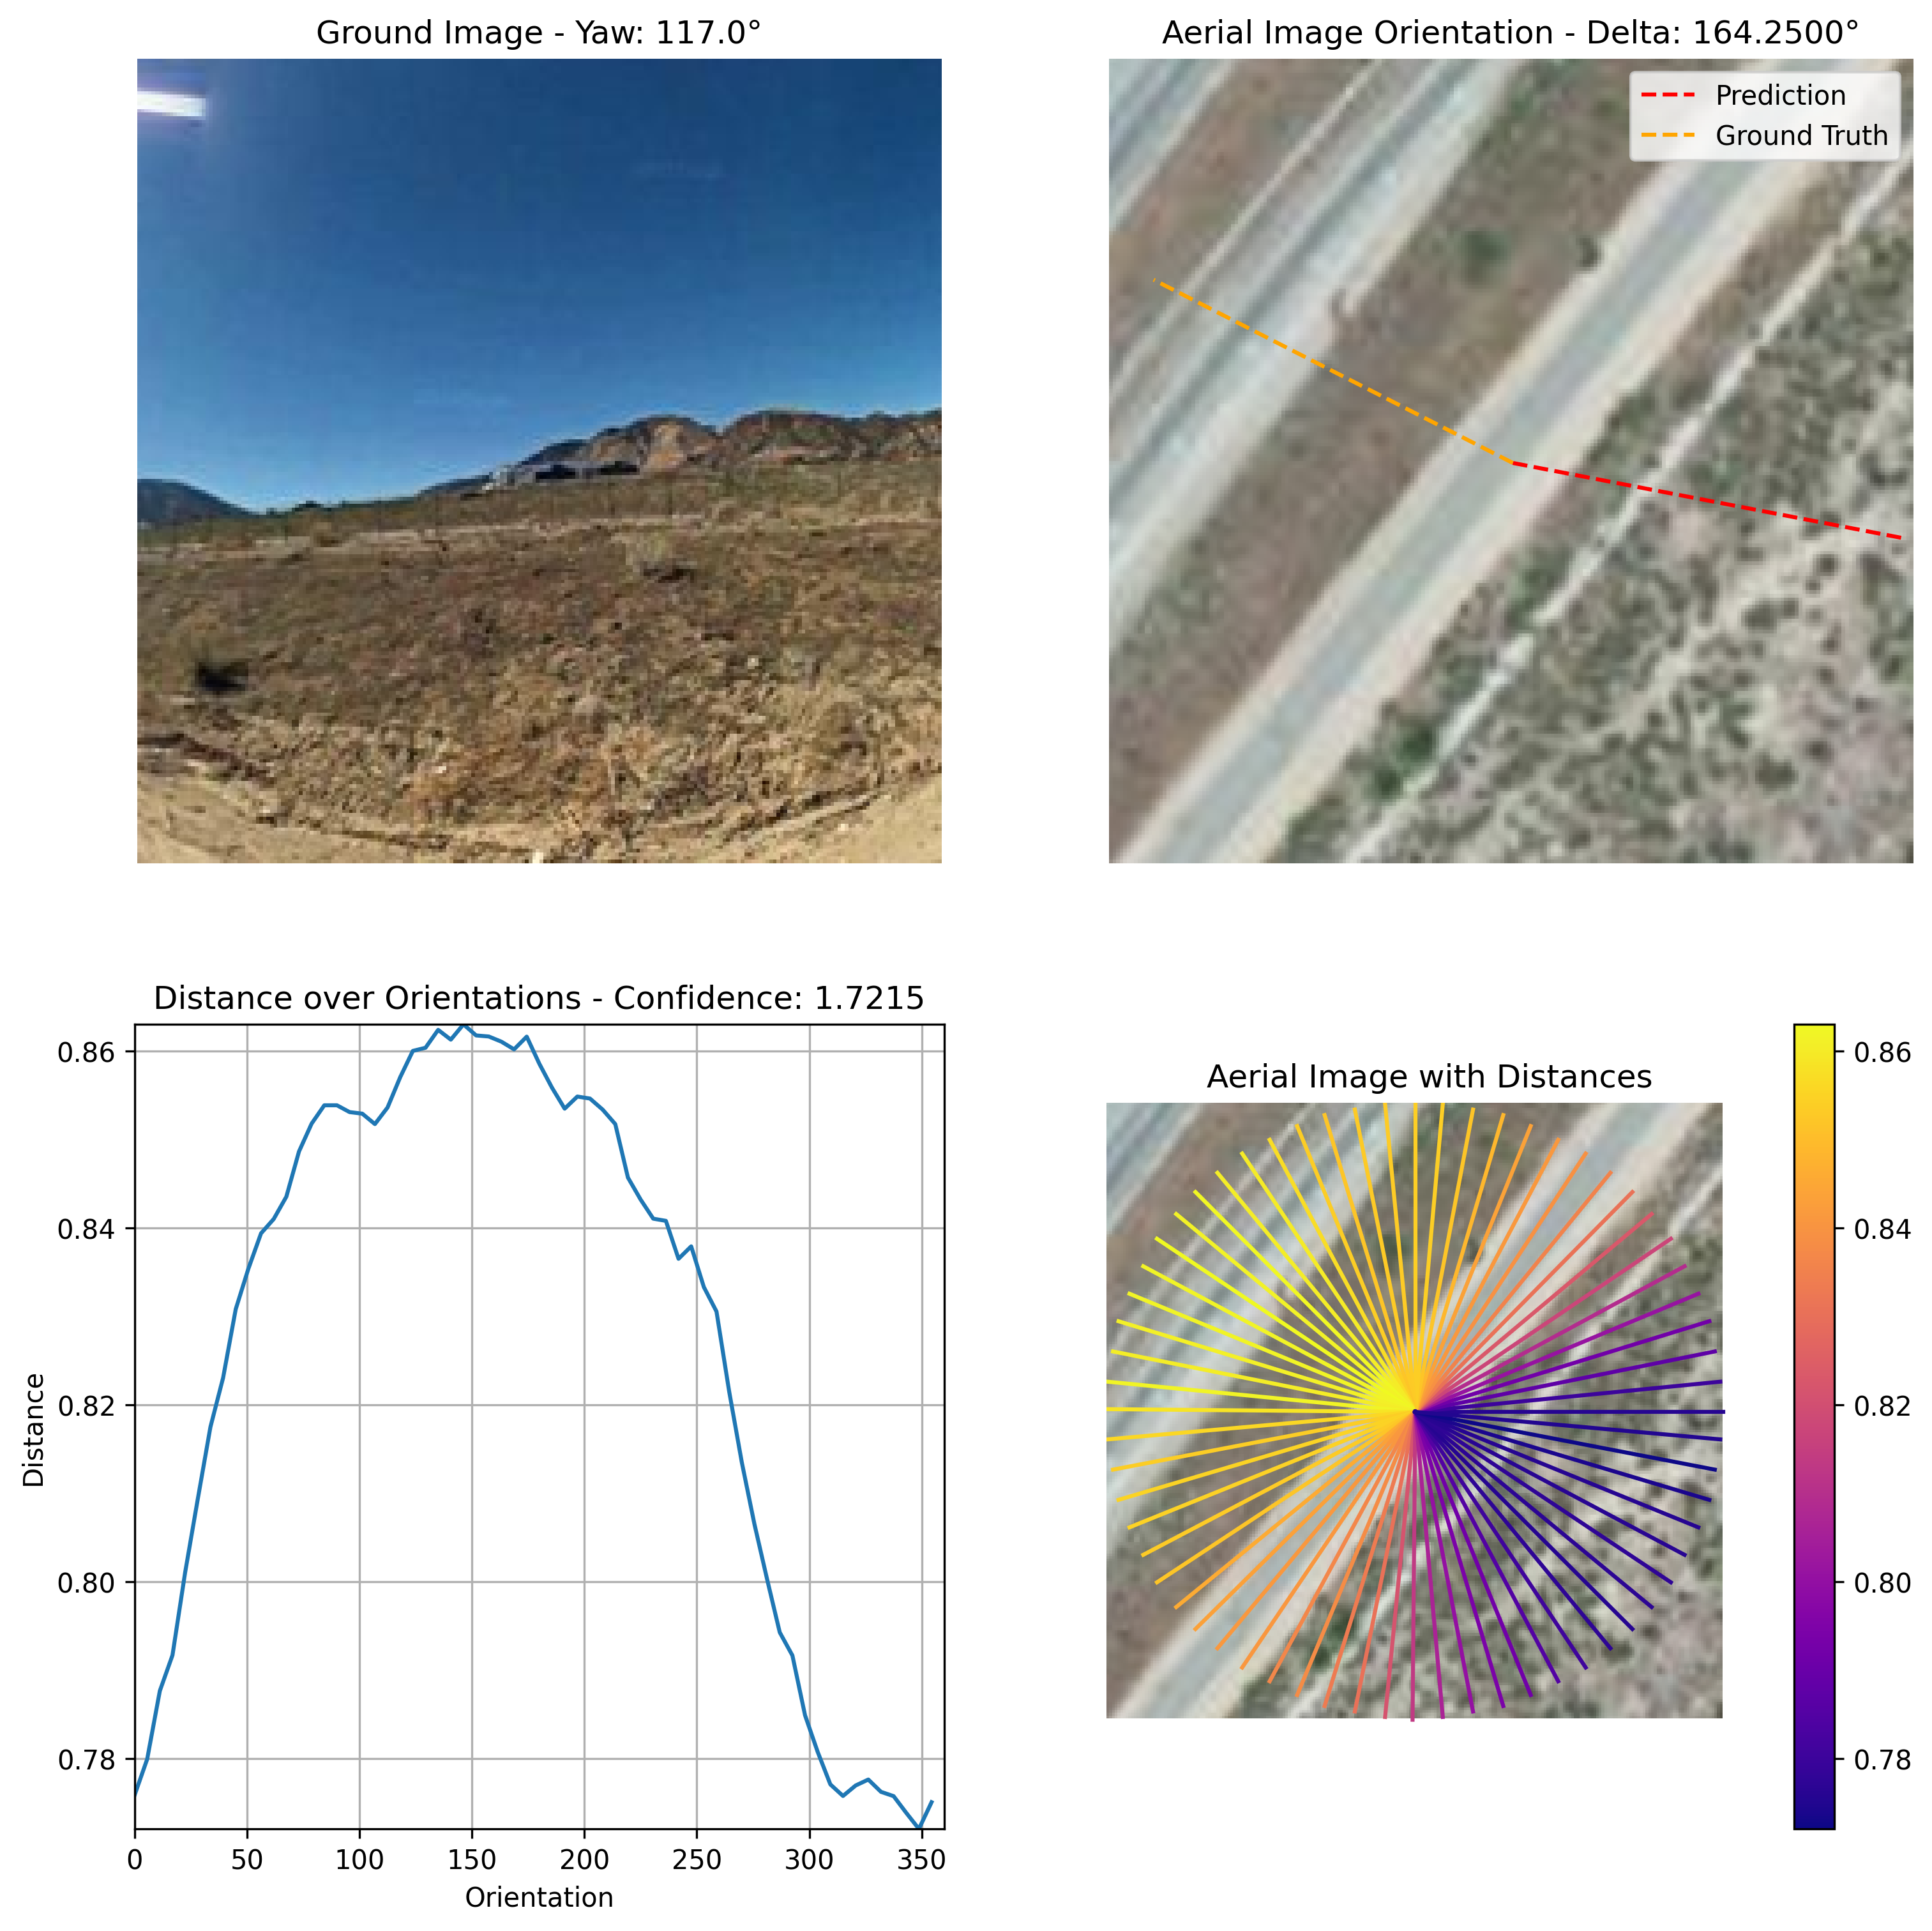 Ground Image - Yaw: 117.0°
Aerial Image Orientation - Delta: 164.2500°
Prediction
Ground Truth
Distance over Orientations - Confidence: 1.7215
0.86
0.84
0.82
0.80
0.78
Distance
0
50
100
150
200
250
300
350
Orientation
Aerial Image with Distances
0.86
0.84
0.82
0.80
0.78